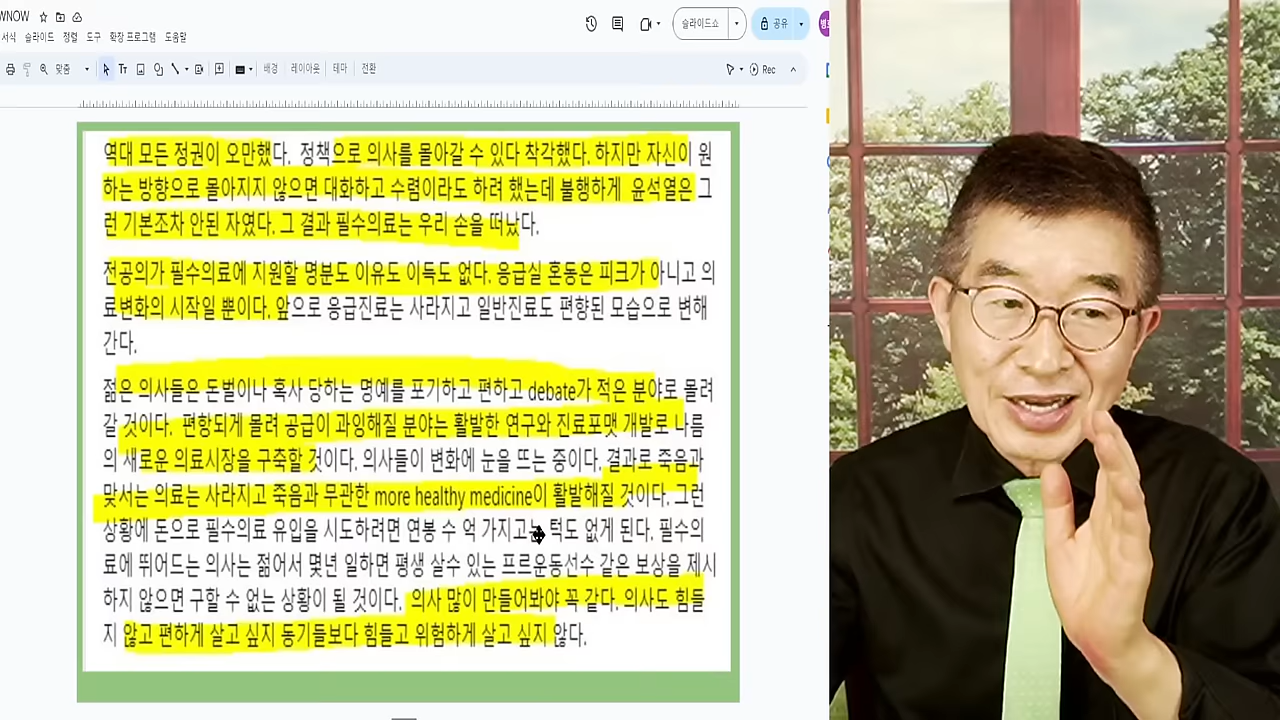 WNOW
서식 슬라이드 정렬 도구 확장 프로그램 도움말
슬라이드쇼
공유
맞춤
배경 레이아웃 테마 전환
Rec
역대 모든 정권이 오만했다. 정책으로 의사를 몰아갈 수 있다 착각했다. 하지만 자신이 원
하는 방향으로 몰아지지 않으면 대화하고 수렴이라도 하려 했는데 불행하게 윤석열은 그
런 기본조차 안된 자였다. 그 결과 필수의료는 우리 손을 떠났다.
전공의가 필수의료에 지원할 명분도 이유도 이득도 없다. 응급실 혼동은 피크가 아니고 의
료변화의 시작일 뿐이다. 앞으로 응급진료는 사라지고 일반진료도 편향된 모습으로 변해
간다.
젊은 의사들은 돈벌이나 혹사 당하는 명예를 포기하고 편하고 debate가 적은 분야로 몰려
갈 것이다. 편항되게 몰려 공급이 과잉해질 분야는 활발한 연구와 진료포맷 개발로 나름
의 새로운 의료시장을 구축할 것이다. 의사들이 변화에 눈을 뜨는 중이다. 결과로 죽음과
맞서는 의료는 사라지고 죽음과 무관한 more healthy medicine이 활발해질 것이다. 그런
상황에 돈으로 필수의료 유입을 시도하려면 연봉 수 억 가지고는 턱도 없게 된다. 필수의
료에 뛰어드는 의사는 젊어서 몇년 일하면 평생 살수 있는 프르운동선수 같은 보상을 제시
하지 않으면 구할 수 없는 상황이 될 것이다. 의사 많이 만들어봐야 꼭 같다. 의사도 힘들
지 않고 편하게 살고 싶지 동기들보다 힘들고 위험하게 살고 싶지 않다.